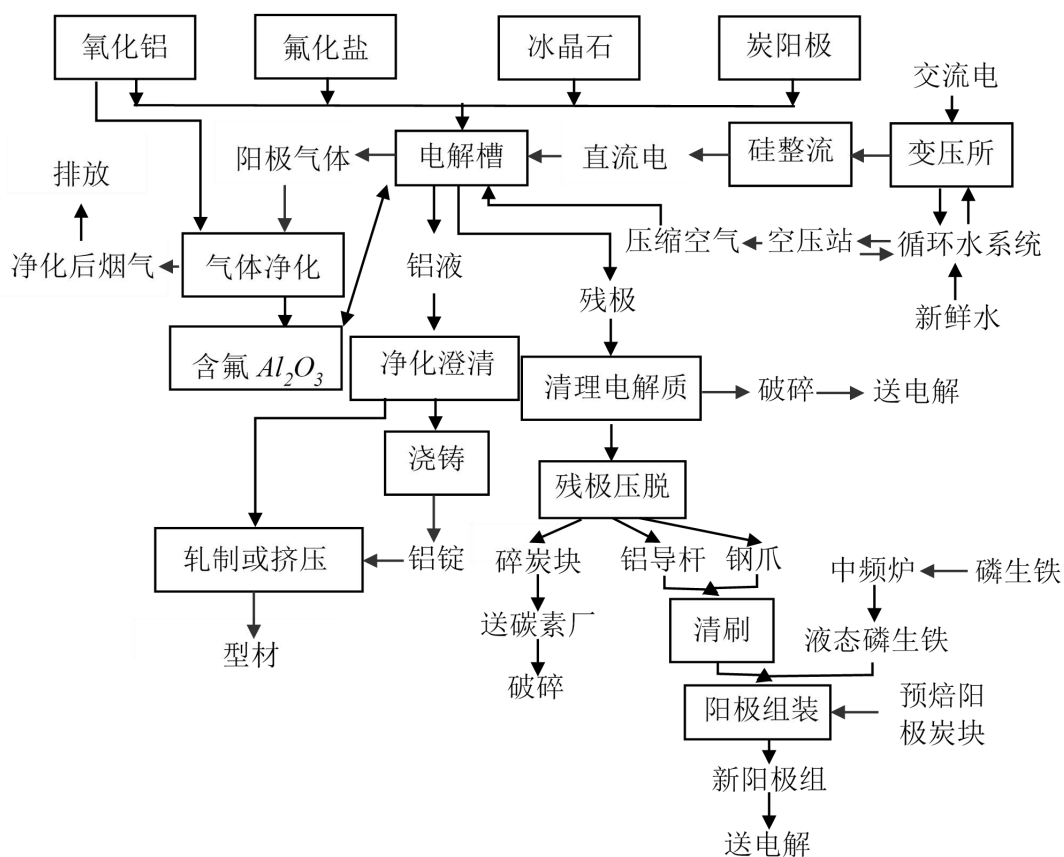 氧化铝
氟化盐
冰晶石
炭阳极
交流电
排放
阳极气体
电解槽
直流电
硅整流
变压所
净化后烟气
气体净化
铝液
压缩空气
空压站
循环水系统
残极
新鲜水
含氟 Al₂O₃
净化澄清
清理电解质
破碎
送电解
浇铸
残极压脱
轧制或挤压
铝锭
碎炭块
铝导杆
钢爪
中频炉
磷生铁
型材
送碳素厂
清刷
液态磷生铁
破碎
阳极组装
预焙阳
极炭块
新阳极组
送电解